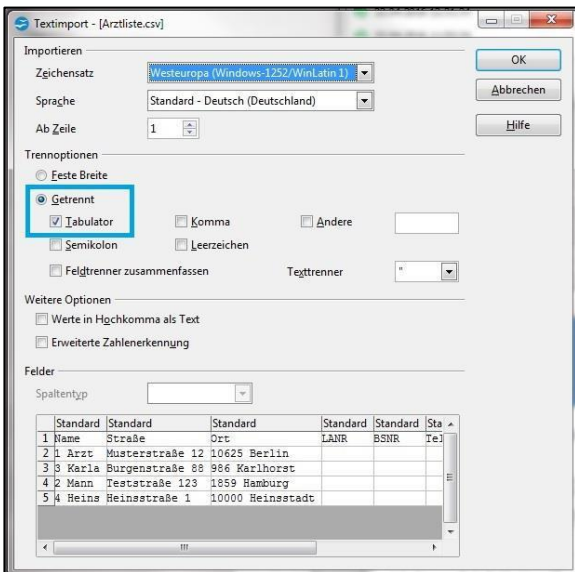 Textimport - [Arztliste.csv]
Importieren
Zeichensatz Westeuropa (Windows-1252/WinLatin 1)
Sprache Standard - Deutsch (Deutschland)
Ab Zeile 1
OK
Abbrechen
Hilfe
Trennoptionen
Feste Breite
Getrennt
Tabulator Komma Andere
Semikolon Leerzeichen
Feldtrenner zusammenfassen Texttrenner "
Weitere Optionen
Werte in Hochkomma als Text
Erweiterte Zahlenerkennung
Felder
Spaltentyp
Standard Standard Standard Standard Standard Sta
1 Name Straße Ort LANR BSNR Tel
2 1 Arzt Musterstraße 12 10625 Berlin
3 3 Karla Burgenstraße 88 986 Karlhorst
4 2 Mann Teststraße 123 1859 Hamburg
5 4 Heins Heinsstraße 1 10000 Heinsstadt